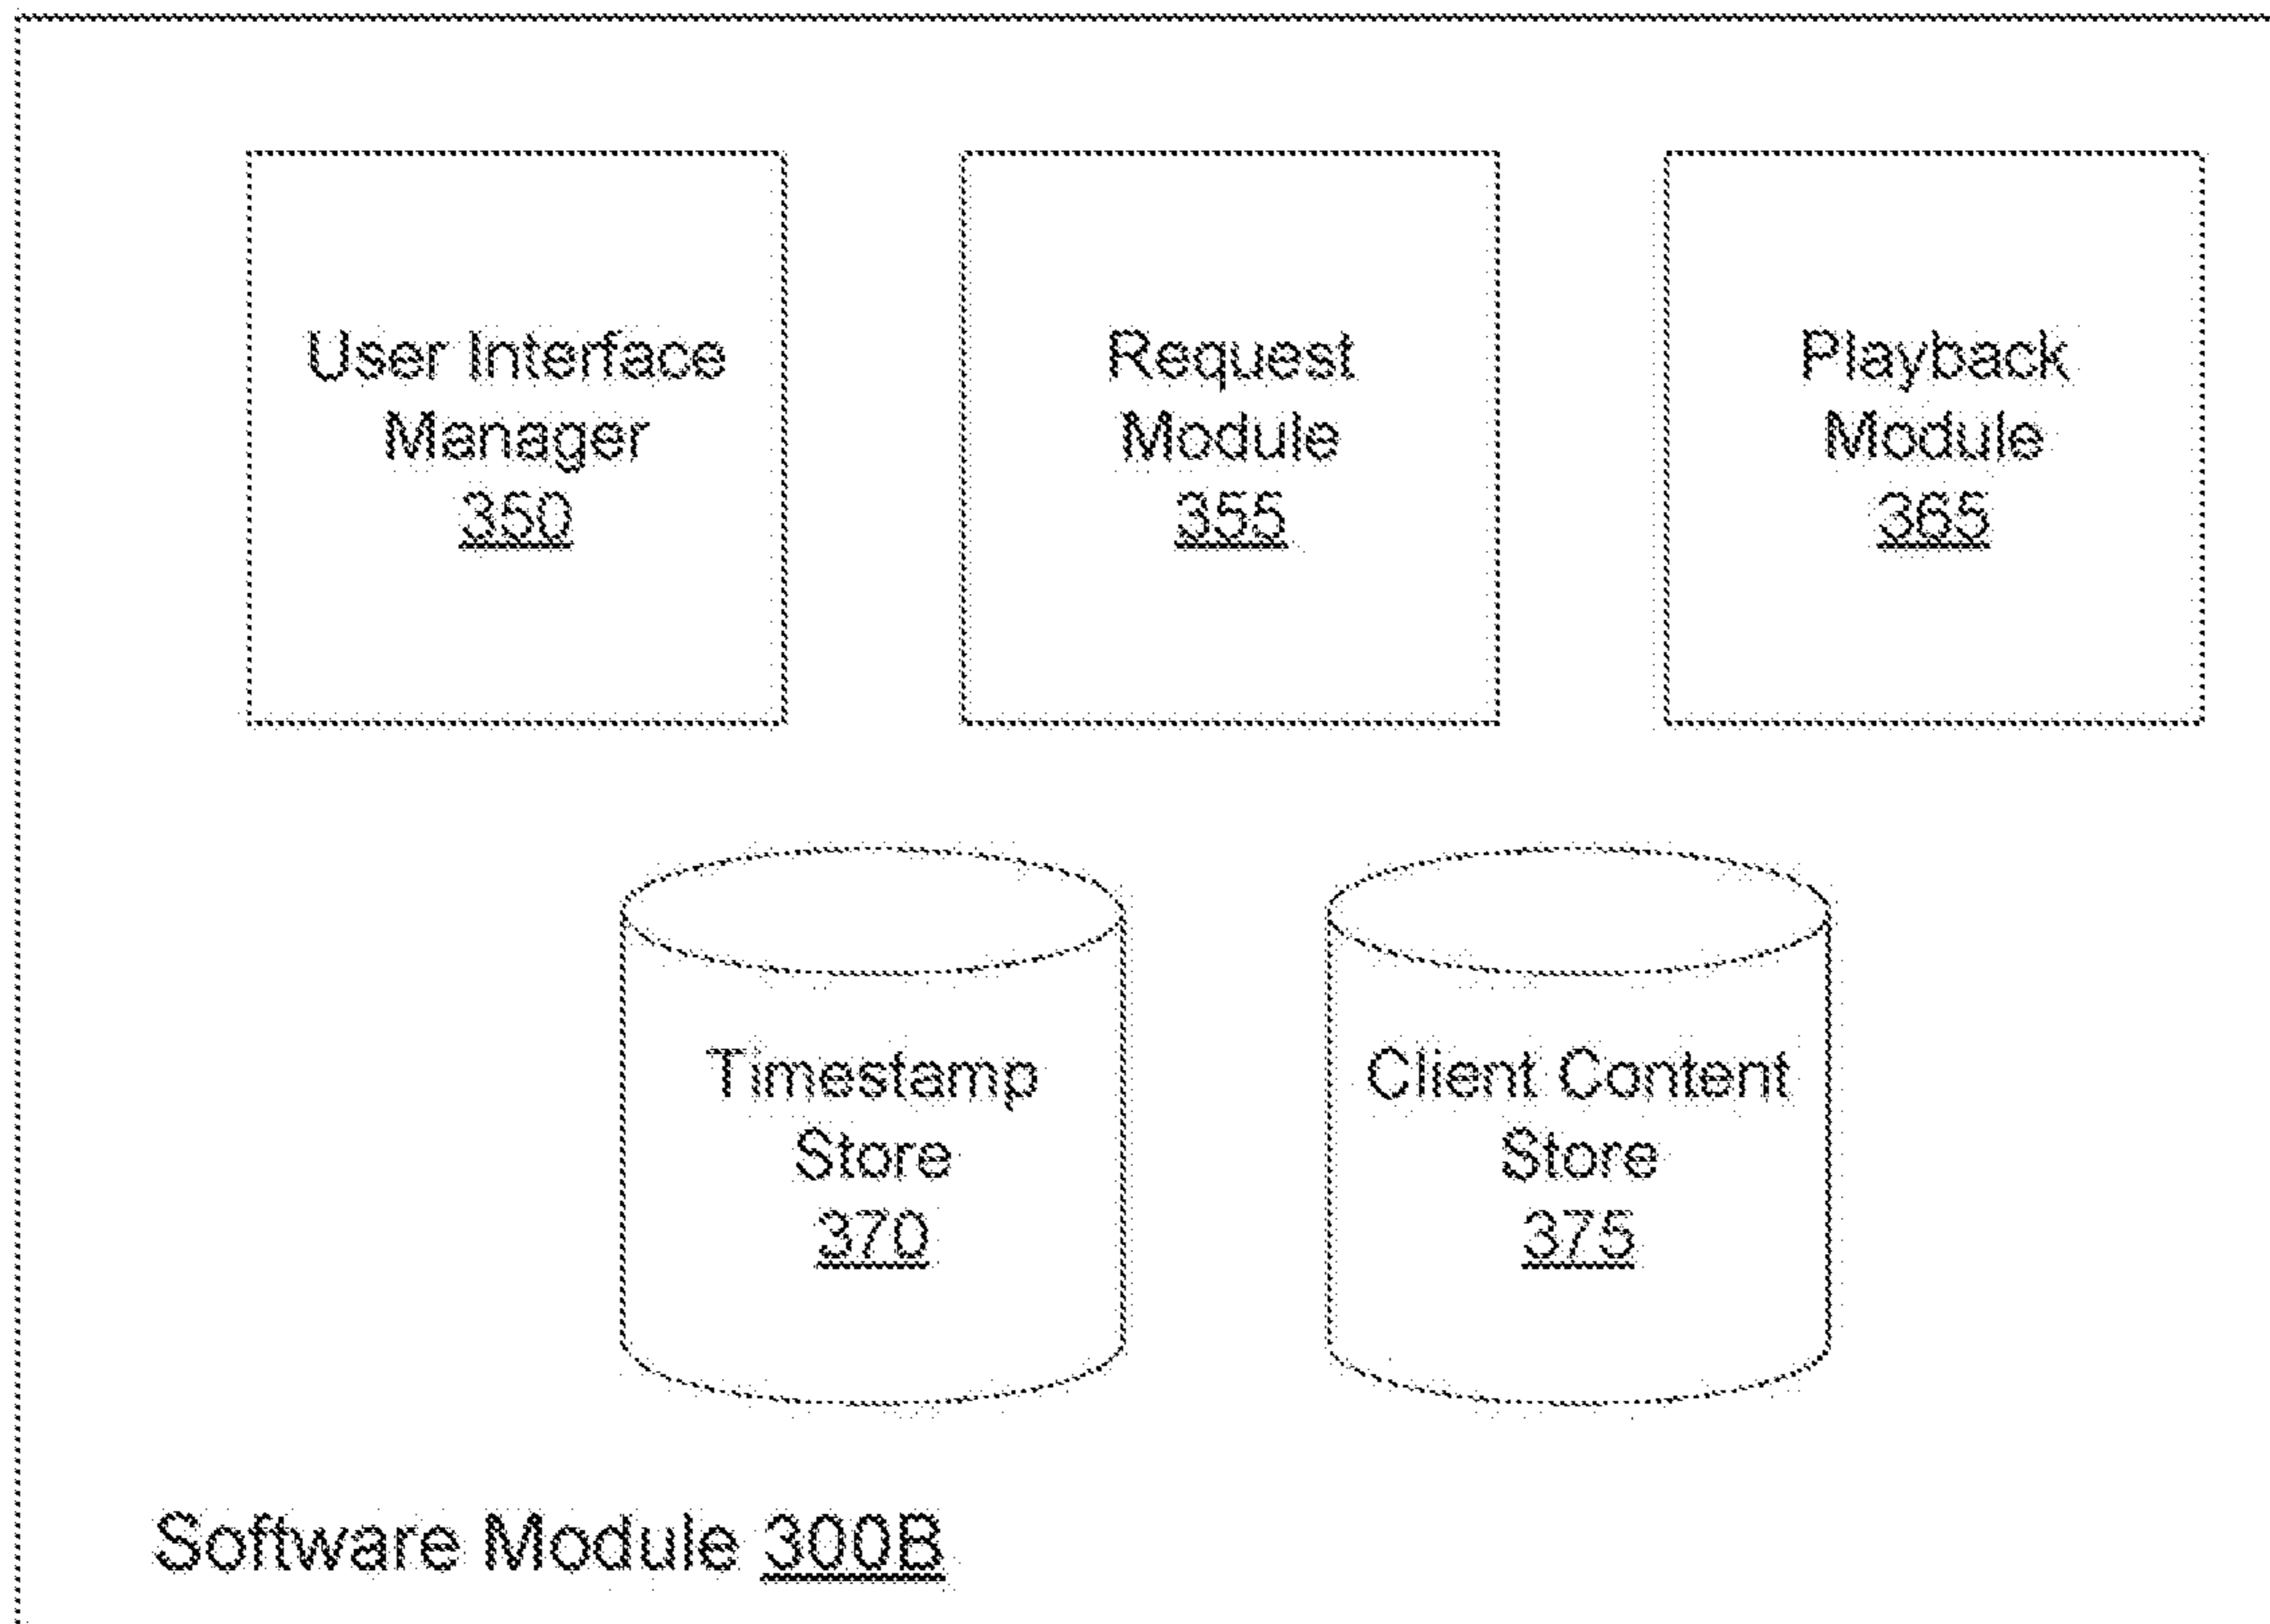 User Interface
Manager
350
Request
Module
355
Playback
Module
365
Timestamp
Store
370
Client Content
Store
375
Software Module 300B